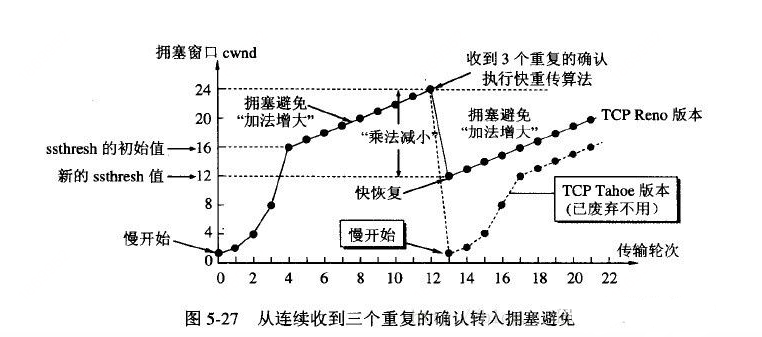 拥塞窗口 cwnd
收到 3 个重复的确认
执行快重传算法
24
拥塞避免
“加法增大”
拥塞避免
“加法增大”
TCP Reno 版本
20
“乘法减小”
ssthresh 的初始值
16
新的 ssthresh 值
12
快恢复
TCP Tahoe 版本
(已废弃不用)
8
慢开始
4
慢开始
传输轮次
0
0 2 4 6 8 10 12 13 14 16 18 20 22
图 5-27 从连续收到三个重复的确认转入拥塞避免